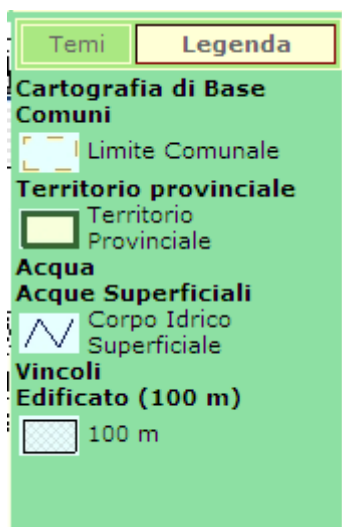 Temi Legenda
Cartografia di Base
Comuni
Limite Comunale
Territorio provinciale
Territorio
Provinciale
Acqua
Acque Superficiali
Corpo Idrico
Superficiale
Vincoli
Edificato (100 m)
100 m